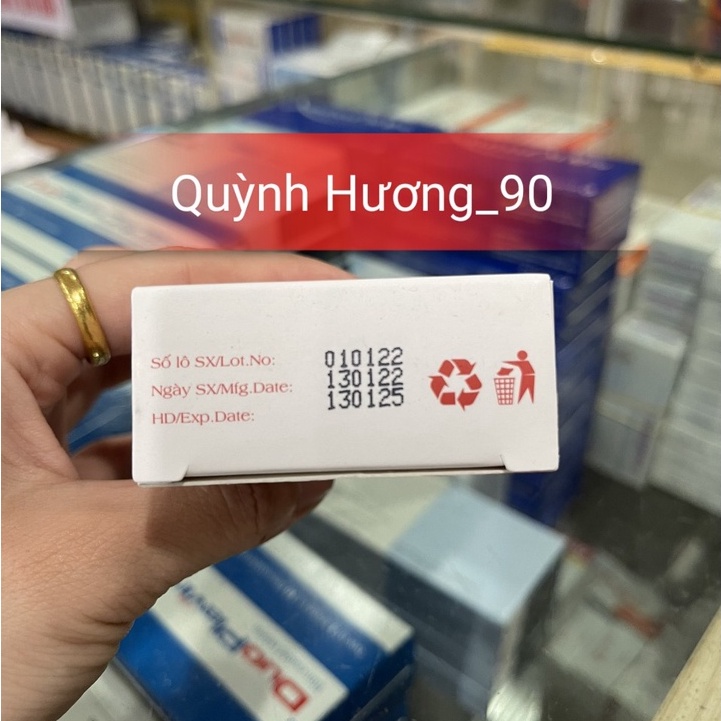 Quỳnh Hương_90
Số lô SX/Lot.No: 010122
Ngày SX/Mfg.Date: 130122
HD/Exp.Date: 130125